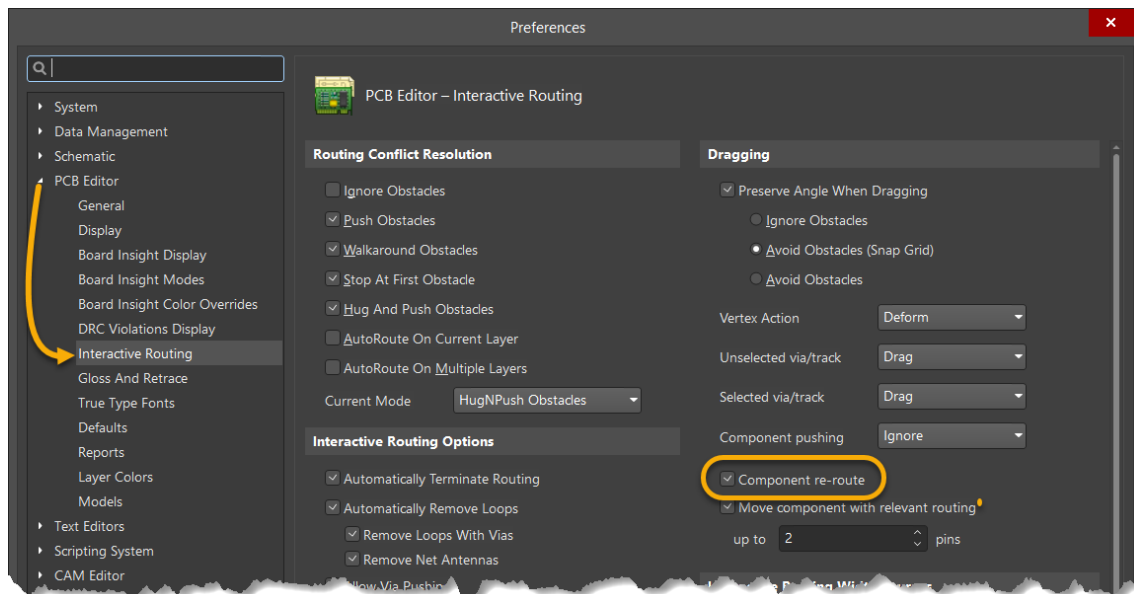 Preferences
System
Data Management
Schematic
PCB Editor
General
Display
Board Insight Display
Board Insight Modes
Board Insight Color Overrides
DRC Violations Display
Interactive Routing
Gloss And Retrace
True Type Fonts
Defaults
Reports
Layer Colors
Models
Text Editors
Scripting System
CAM Editor
PCB Editor – Interactive Routing
Routing Conflict Resolution
Ignore Obstacles
Push Obstacles
Walkaround Obstacles
Stop At First Obstacle
Hug And Push Obstacles
AutoRoute On Current Layer
AutoRoute On Multiple Layers
Current Mode HugNPush Obstacles
Interactive Routing Options
Automatically Terminate Routing
Automatically Remove Loops
Remove Loops With Vias
Remove Net Antennas
Allow Via Pushing
Dragging
Preserve Angle When Dragging
Ignore Obstacles
Avoid Obstacles (Snap Grid)
Avoid Obstacles
Vertex Action Deform
Unselected via/track Drag
Selected via/track Drag
Component pushing Ignore
Component re-route
Move component with relevant routing
up to 2 pins